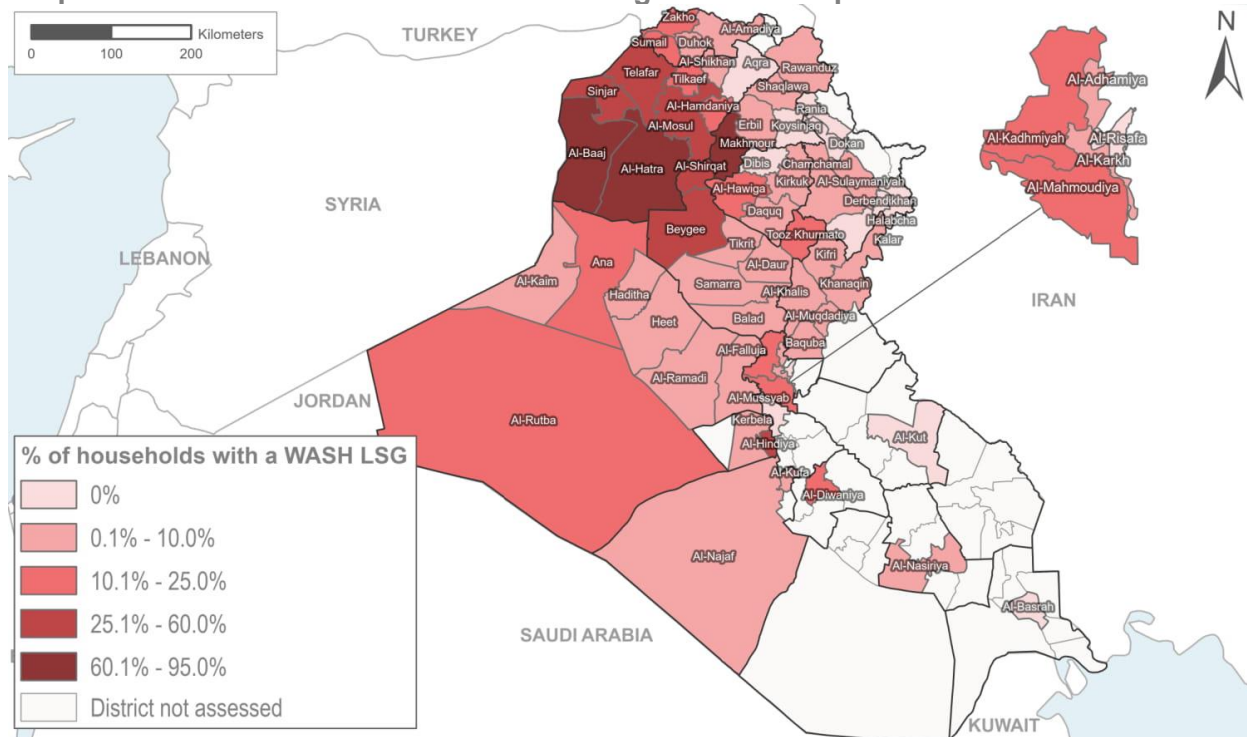 0 100 200 Kilometers
N
TURKEY
SYRIA
LEBANON
JORDAN
IRAN
SAUDI ARABIA
KUWAIT
Zakho
Al-Amadiya
Sumail
Duhok
Al-Shikhan
Aqra
Rawanduz
Telafar
Tilkaef
Shaqlawa
Sinjar
Al-Hamdaniya
Rania
Al-Mosul
Erbil
Koysinjaq
Al-Baaj
Makhmour
Dokan
Al-Hatra
Al-Shirqat
Dibis
Chamchamal
Al-Hawiga
Kirkuk
Al-Sulaymaniyah
Derbendikhan
Daquq
Halabcha
Beygee
Tooz Khurmato
Kalar
Tikrit
Kifri
Ana
Al-Daur
Al-Kaim
Samarra
Khanaqin
Haditha
Al-Khalis
Heet
Balad
Al-Muqdadiya
Al-Falluja
Baquba
Al-Ramadi
Al-Mussyab
Al-Rutba
Kerbela
Al-Hindiya
Al-Kut
Al-Kufa
Al-Diwaniya
Al-Najaf
Al-Nasiriya
Al-Basrah
Al-Adhamiya
Al-Kadhmiyah
Al-Risafa
Al-Karkh
Al-Mahmoudiya
% of households with a WASH LSG
0%
0.1% - 10.0%
10.1% - 25.0%
25.1% - 60.0%
60.1% - 95.0%
District not assessed